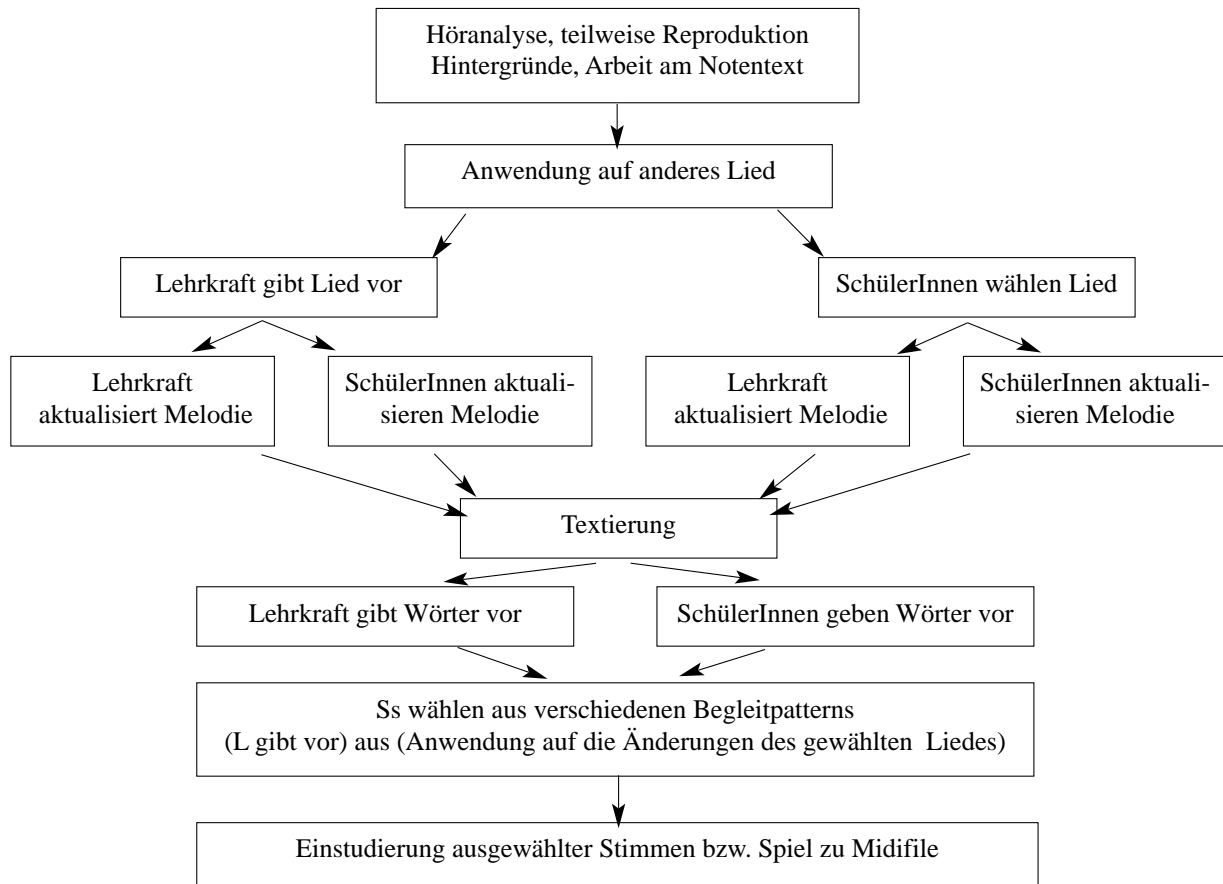 Höranalyse, teilweise Reproduktion
Hintergründe, Arbeit am Notentext
Anwendung auf anderes Lied
Lehrkraft gibt Lied vor
SchülerInnen wählen Lied
Lehrkraft
aktualisiert Melodie
SchülerInnen aktuali-
sieren Melodie
Lehrkraft
aktualisiert Melodie
SchülerInnen aktuali-
sieren Melodie
Textierung
Lehrkraft gibt Wörter vor
SchülerInnen geben Wörter vor
Ss wählen aus verschiedenen Begleitpatterns
(L gibt vor) aus (Anwendung auf die Änderungen des gewählten Liedes)
Einstudierung ausgewählter Stimmen bzw. Spiel zu Midifile